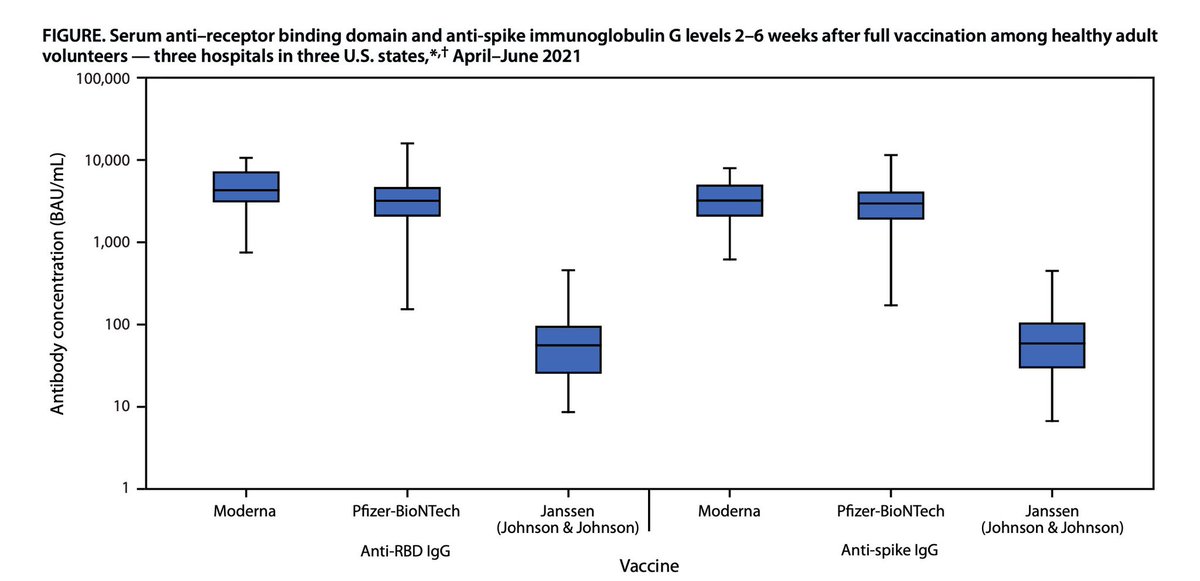 FIGURE. Serum anti–receptor binding domain and anti-spike immunoglobulin G levels 2–6 weeks after full vaccination among healthy adult
volunteers — three hospitals in three U.S. states,*,† April–June 2021
100,000
10,000
1,000
100
10
1
Antibody concentration (BAU/mL)
Moderna
Pfizer-BioNTech
Janssen
(Johnson & Johnson)
Moderna
Pfizer-BioNTech
Janssen
(Johnson & Johnson)
Anti-RBD IgG
Anti-spike IgG
Vaccine